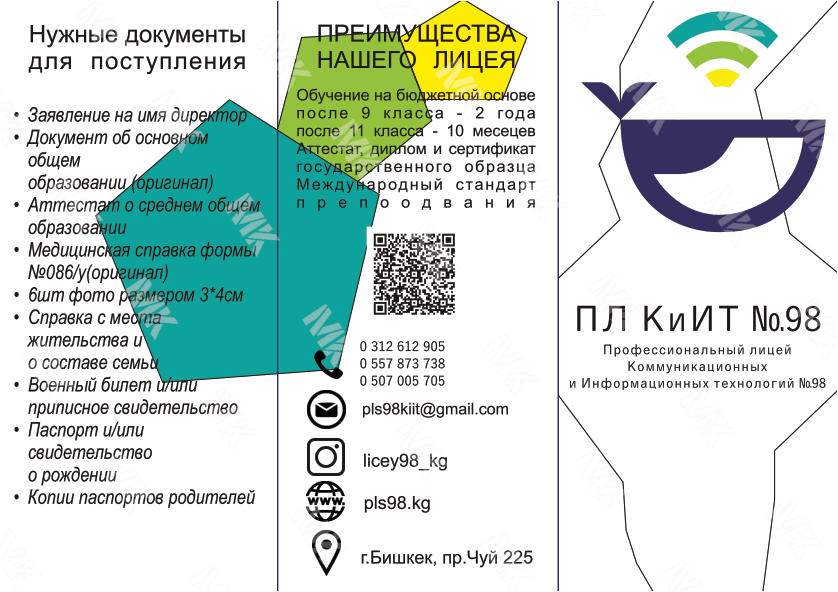 Нужные документы
для поступления
• Заявление на имя директор
• Документ об основном
общем
образовании (оригинал)
• Аттестат о среднем общем
образовании
• Медицинская справка формы
№086/у(оригинал)
• 6шт фото размером 3*4см
• Справка с места
жительства и
о составе семьи
• Военный билет и/или
приписное свидетельство
• Паспорт и/или
свидетельство
о рождении
• Копии паспортов родителей
ПРЕИМУЩЕСТВА
НАШЕГО ЛИЦЕЯ
Обучение на бюджетной основе
после 9 класса - 2 года
после 11 класса - 10 месецев
Аттестат, диплом и сертификат
государственного образца
Международный стандарт
препоодвания
0 312 612 905
0 557 873 738
0 507 005 705
pls98kiit@gmail.com
licey98_kg
www.
pls98.kg
г.Бишкек, пр.Чуй 225
ПЛ КиИТ №98
Профессиональный лицей
Коммуникационных
и Информационных технологий №98